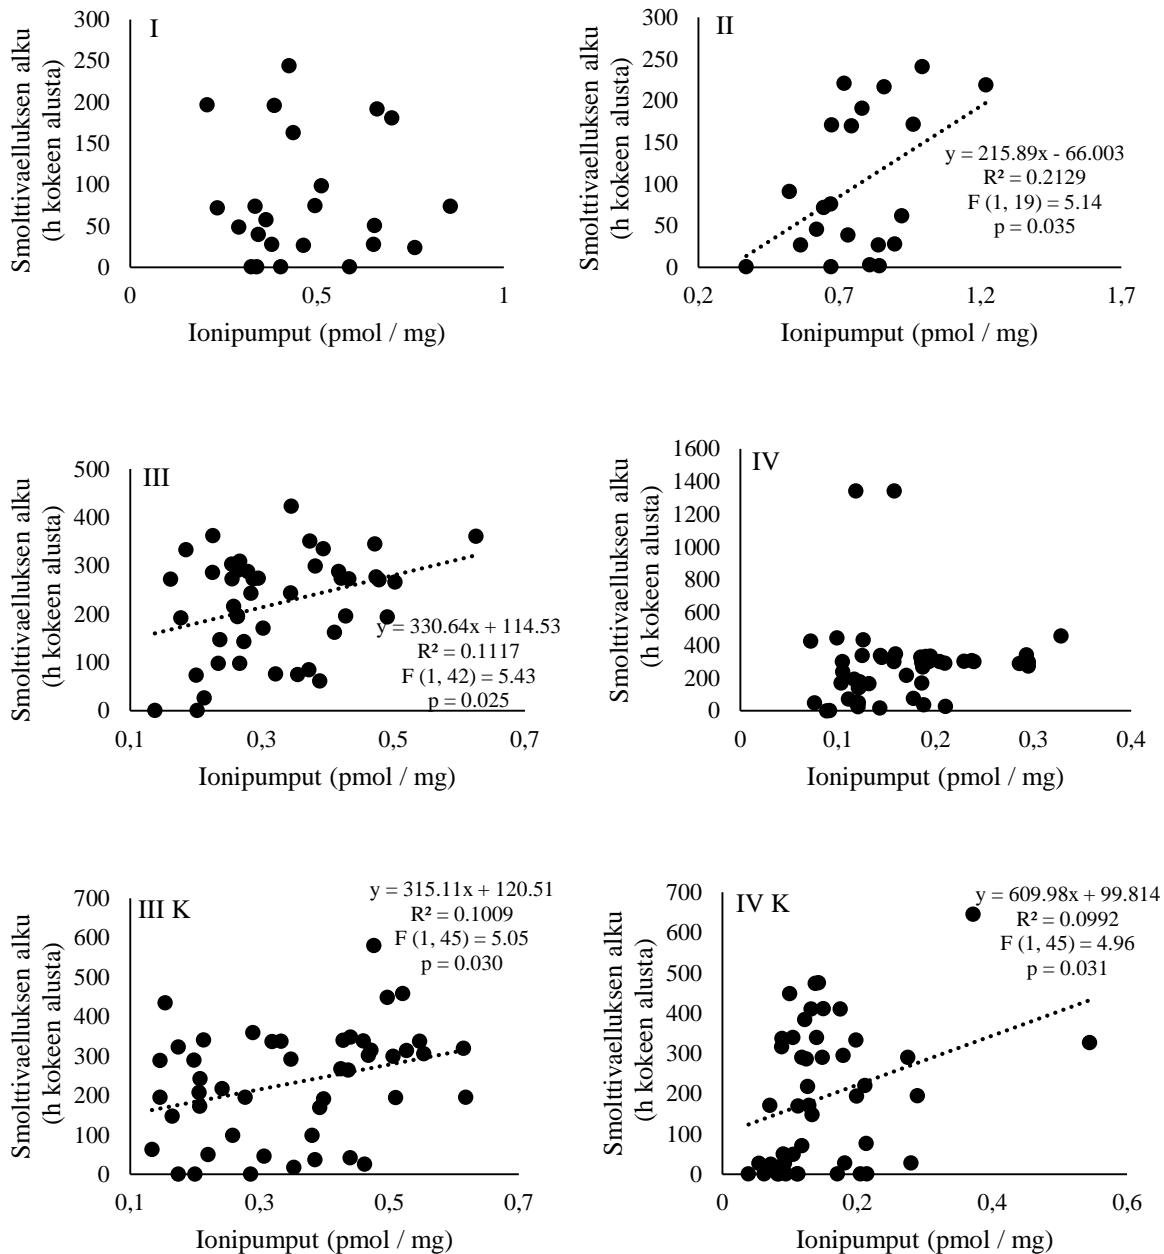 I
Smolttivaelluksen alku
(h kokeen alusta)
300
250
200
150
100
50
0
0
0,5
1
Ionipumput (pmol / mg)
II
Smolttivaelluksen alku
(h kokeen alusta)
300
250
200
150
100
50
0
y = 215.89x - 66.003
R² = 0.2129
F (1, 19) = 5.14
p = 0.035
0,2
0,7
1,2
1,7
Ionipumput (pmol / mg)
III
Smolttivaelluksen alku
(h kokeen alusta)
500
400
300
200
100
0
y = 330.64x + 114.53
R² = 0.1117
F (1, 42) = 5.43
p = 0.025
0,1
0,3
0,5
0,7
Ionipumput (pmol / mg)
IV
Smolttivaelluksen alku
(h kokeen alusta)
1600
1400
1200
1000
800
600
400
200
0
0
0,1
0,2
0,3
0,4
Ionipumput (pmol / mg)
III K
Smolttivaelluksen alku
(h kokeen alusta)
700
600
500
400
300
200
100
0
y = 315.11x + 120.51
R² = 0.1009
F (1, 45) = 5.05
p = 0.030
0,1
0,3
0,5
0,7
Ionipumput (pmol / mg)
IV K
Smolttivaelluksen alku
(h kokeen alusta)
700
600
500
400
300
200
100
0
y = 609.98x + 99.814
R² = 0.0992
F (1, 45) = 4.96
p = 0.031
0
0,2
0,4
0,6
Ionipumput (pmol / mg)